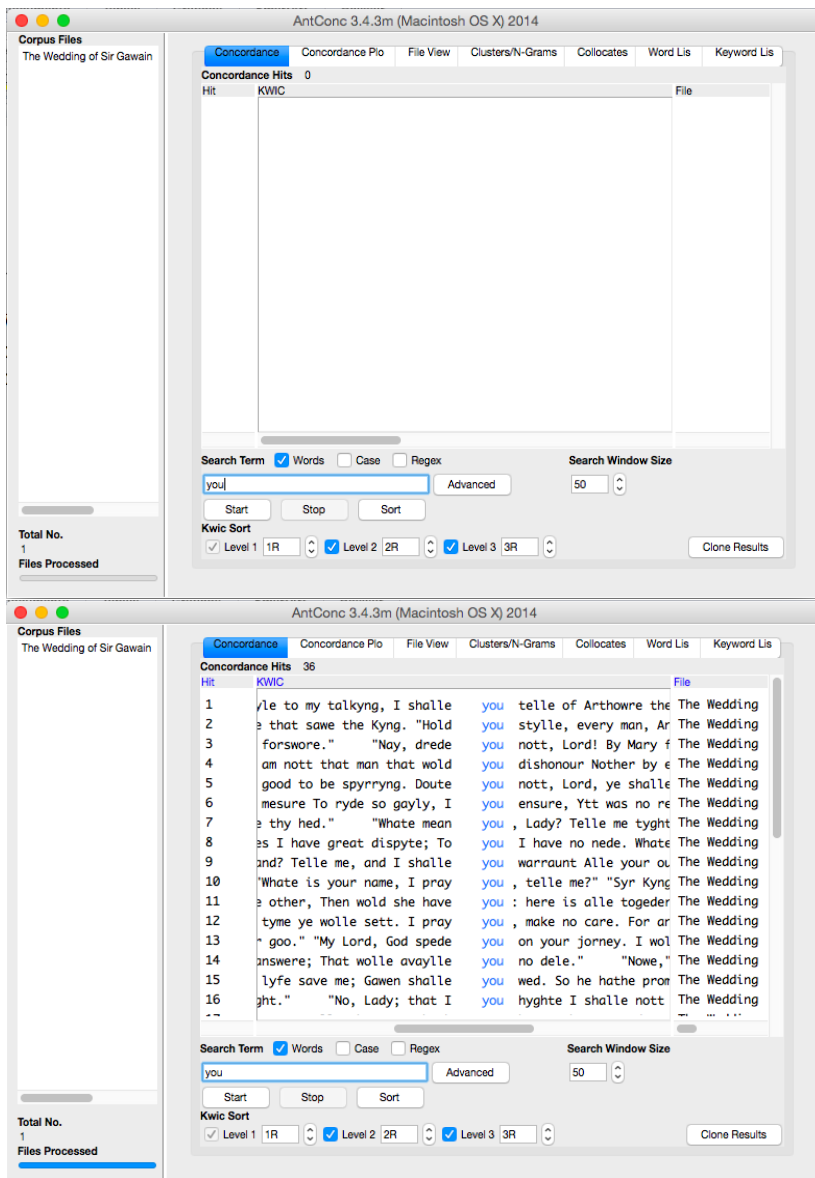 AntConc 3.4.3m (Macintosh OS X) 2014
Corpus Files
The Wedding of Sir Gawain
Concordance Concordance Plo File View Clusters/N-Grams Collocates Word Lis Keyword Lis
Concordance Hits 0
Hit KWIC File
Search Term Words Case Regex Search Window Size
you Advanced 50
Start Stop Sort
Kwic Sort
Level 1 1R Level 2 2R Level 3 3R Clone Results
Total No.
1
Files Processed
AntConc 3.4.3m (Macintosh OS X) 2014
Corpus Files
The Wedding of Sir Gawain
Concordance Concordance Plo File View Clusters/N-Grams Collocates Word Lis Keyword Lis
Concordance Hits 36
Hit KWIC File
1 yle to my talkyng, I shalle you telle of Arthowre the The Wedding
2 e that sawe the Kyng. "Hold you stylle, every man, Ar The Wedding
3 forswore." "Nay, drede you nott, Lord! By Mary f The Wedding
4 am nott that man that wold you dishonour Nother by e The Wedding
5 good to be spyrryng. Doute you nott, Lord, ye shalle The Wedding
6 mesure To ryde so gayly, I you ensure, Ytt was no re The Wedding
7 e thy hed." "Whate mean you , Lady? Telle me tyght The Wedding
8 es I have great dispyte; To you I have no nede. Whate The Wedding
9 and? Telle me, and I shalle you warraunt Alle your ou The Wedding
10 "Whate is your name, I pray you , telle me?" "Syr Kyng The Wedding
11 e other, Then wold she have you : here is alle togeder The Wedding
12 tyme ye wolle sett. I pray you , make no care. For an The Wedding
13 r goo." "My Lord, God spede you on your jorney. I wol The Wedding
14 answere; That wolle avaylle you no dele." "Nowe," The Wedding
15 lyfe save me; Gawen shalle you wed. So he hathe prom The Wedding
16 ght." "No, Lady; that I you hyghte I shalle nott The Wedding
Search Term Words Case Regex Search Window Size
you Advanced 50
Start Stop Sort
Kwic Sort
Level 1 1R Level 2 2R Level 3 3R Clone Results
Total No.
1
Files Processed